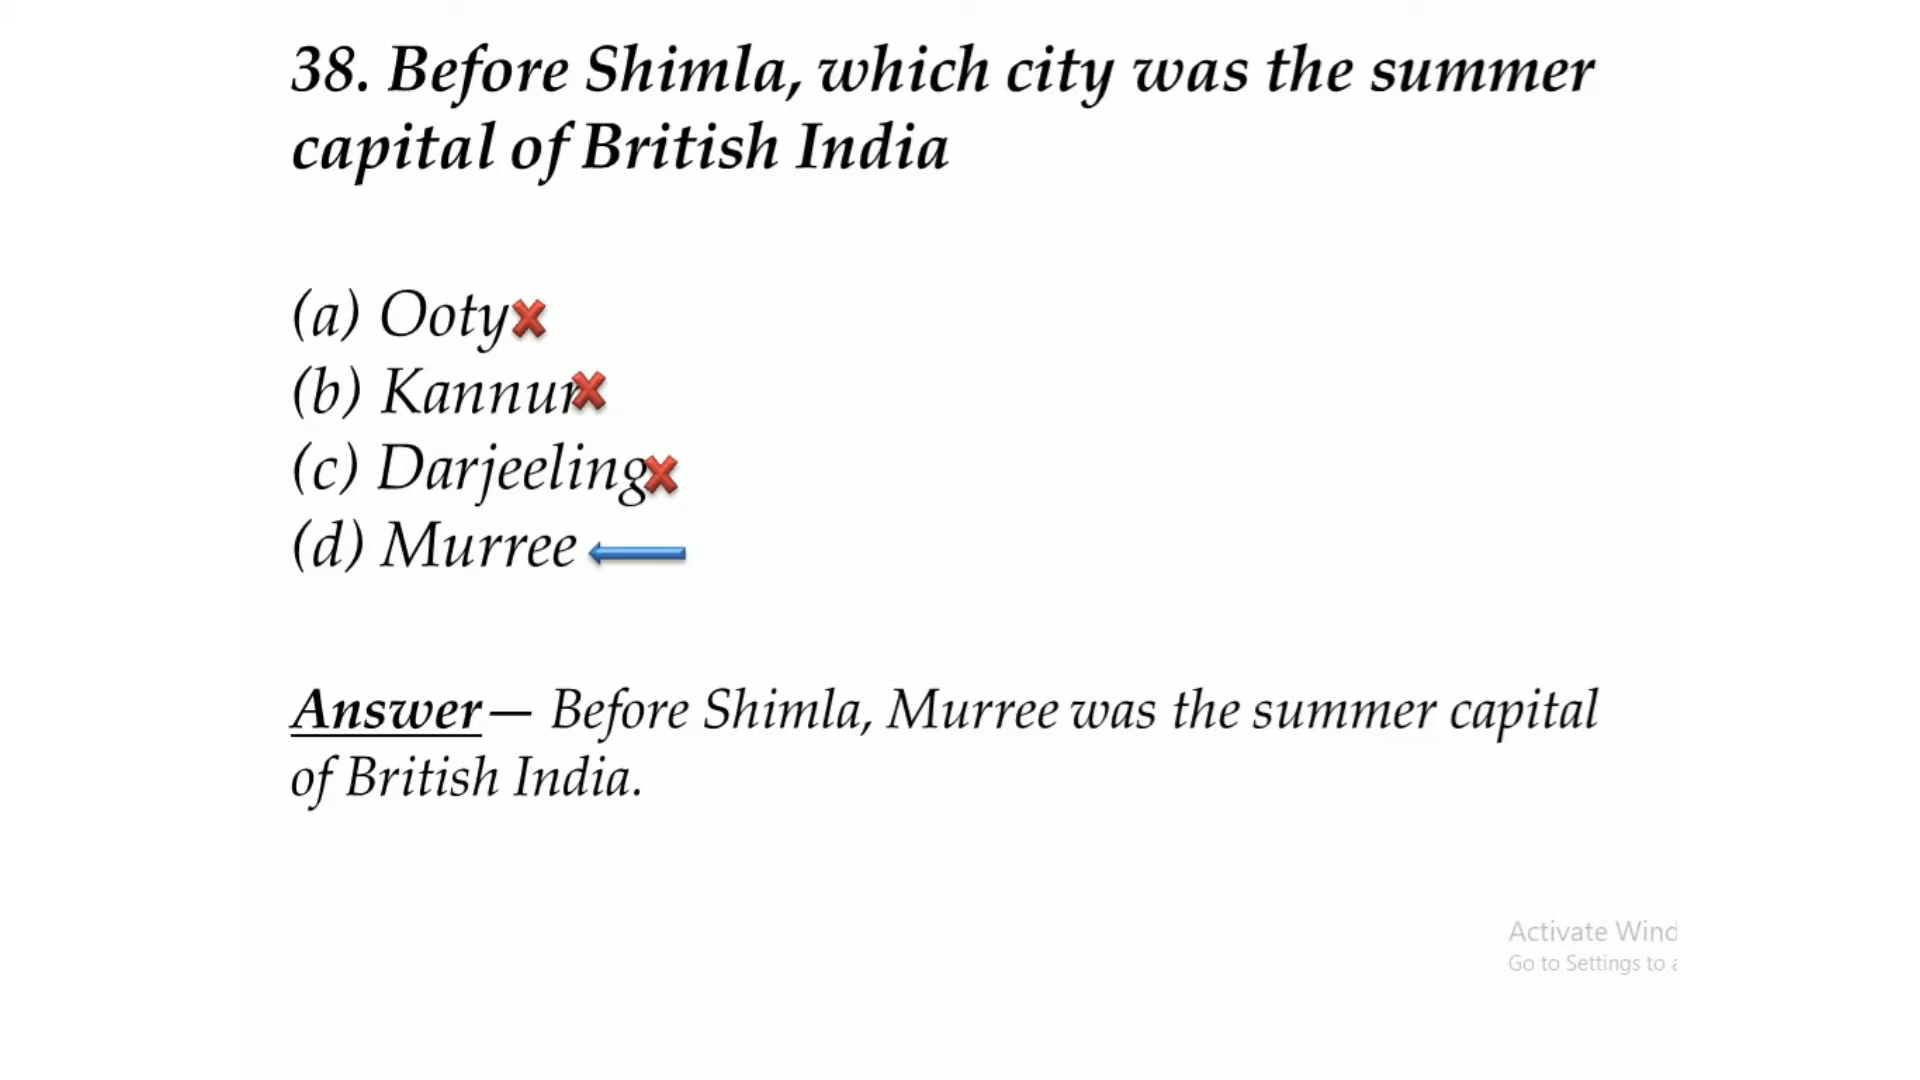 38. Before Shimla, which city was the summer
capital of British India
(a) Ooty
(b) Kannur
(c) Darjeeling
(d) Murree
Answer— Before Shimla, Murree was the summer capital
of British India.
Activate Wind
Go to Settings to a